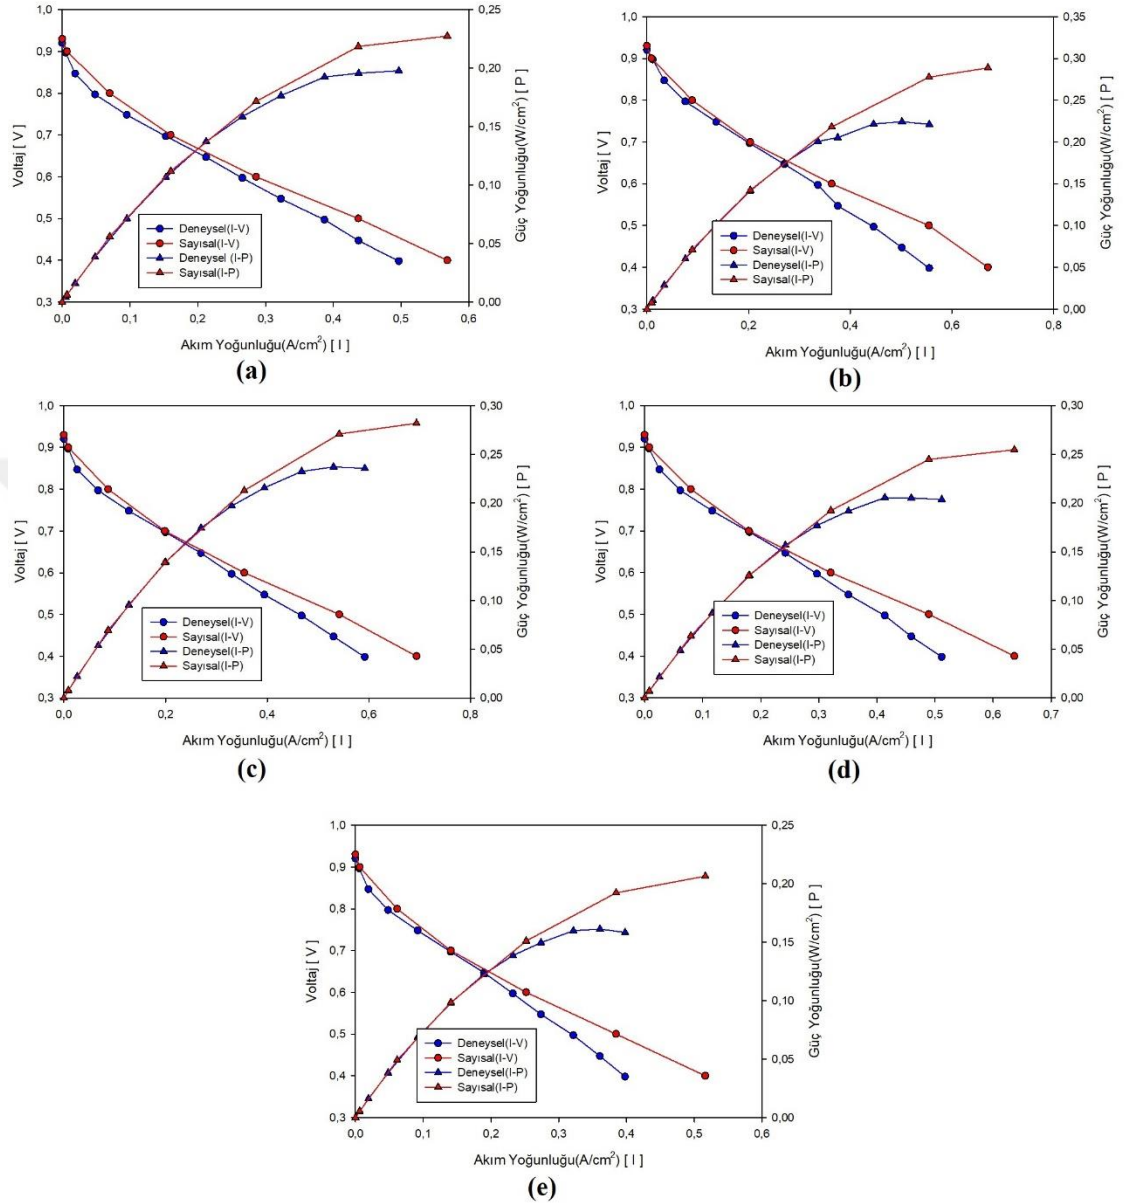 1,0
0,9
0,8
0,7
0,6
0,5
0,4
0,3
Voltaj [ V ]
0,25
0,20
0,15
0,10
0,05
0,00
Güç Yoğunluğu(W/cm²) [ P ]
Deneysel(I-V)
Sayısal(I-V)
Deneysel (I-P)
Sayısal(I-P)
0,0 0,1 0,2 0,3 0,4 0,5 0,6
Akım Yoğunluğu(A/cm²) [ I ]
(a)
1,0
0,9
0,8
0,7
0,6
0,5
0,4
0,3
Voltaj [ V ]
0,35
0,30
0,25
0,20
0,15
0,10
0,05
0,00
Güç Yoğunluğu(W/cm²) [ P ]
Deneysel(I-V)
Sayısal(I-V)
Deneysel(I-P)
Sayısal(I-P)
0,0 0,2 0,4 0,6 0,8
Akım Yoğunluğu(A/cm²) [ I ]
(b)
1,0
0,9
0,8
0,7
0,6
0,5
0,4
0,3
Voltaj [ V ]
0,30
0,25
0,20
0,15
0,10
0,05
0,00
Güç Yoğunluğu(W/cm²) [ P ]
Deneysel(I-V)
Sayısal(I-V)
Deneysel(I-P)
Sayısal(I-P)
0,0 0,2 0,4 0,6 0,8
Akım Yoğunluğu(A/cm²) [ I ]
(c)
1,0
0,9
0,8
0,7
0,6
0,5
0,4
0,3
Voltaj [ V ]
0,30
0,25
0,20
0,15
0,10
0,05
0,00
Güç Yoğunluğu(W/cm²) [ P ]
Deneysel(I-V)
Sayısal(I-V)
Deneysel(I-P)
Sayısal(I-P)
0,0 0,1 0,2 0,3 0,4 0,5 0,6 0,7
Akım Yoğunluğu(A/cm²) [ I ]
(d)
1,0
0,9
0,8
0,7
0,6
0,5
0,4
0,3
Voltaj [ V ]
0,25
0,20
0,15
0,10
0,05
0,00
Güç Yoğunluğu(W/cm²) [ P ]
Deneysel(I-V)
Sayısal(I-V)
Deneysel(I-P)
Sayısal(I-P)
0,0 0,1 0,2 0,3 0,4 0,5 0,6
Akım Yoğunluğu(A/cm²) [ I ]
(e)